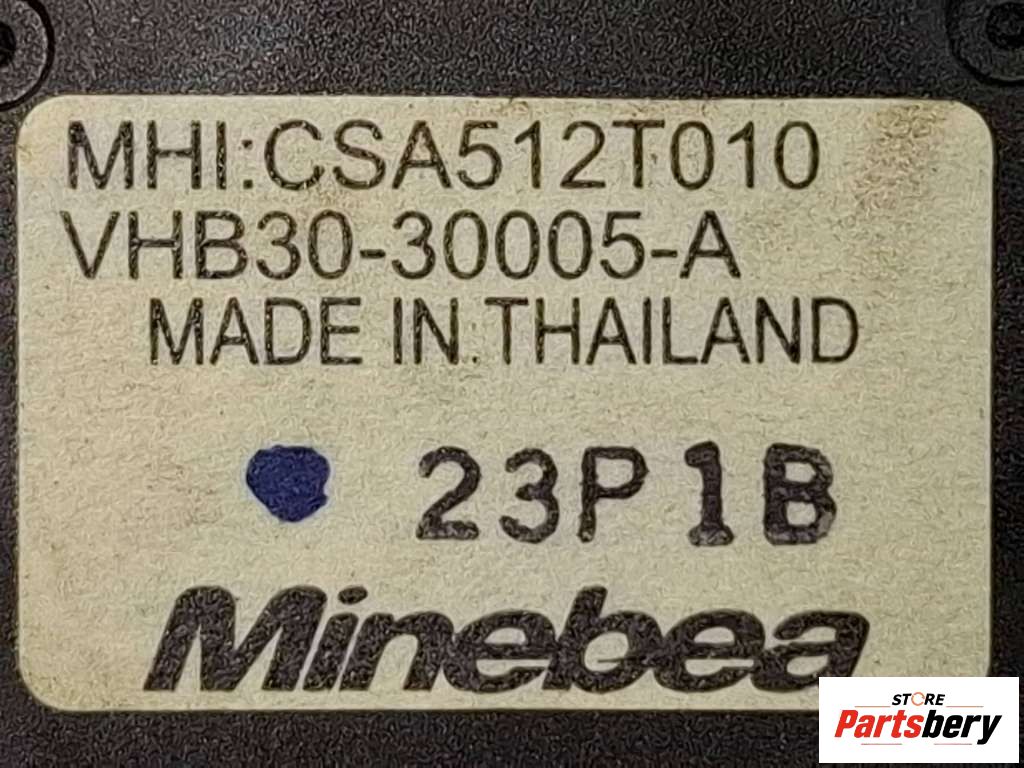 MHI:CSA512T010
VHB30-30005-A
MADE IN THAILAND
23P1B
Minebea
STORE
Partsbery